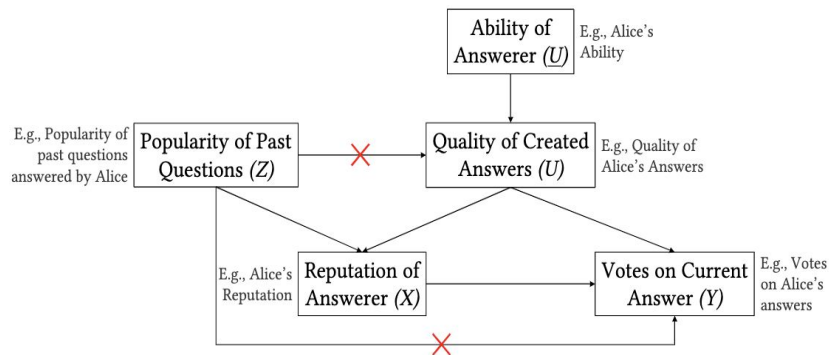 Ability of
Answerer (U)
E.g., Alice's
Ability
E.g., Popularity of
past questions
answered by Alice
Popularity of Past
Questions (Z)
Quality of Created
Answers (U)
E.g., Quality of
Alice's Answers
E.g., Alice's
Reputation
Reputation of
Answerer (X)
Votes on Current
Answer (Y)
E.g., Votes
on Alice's
answers